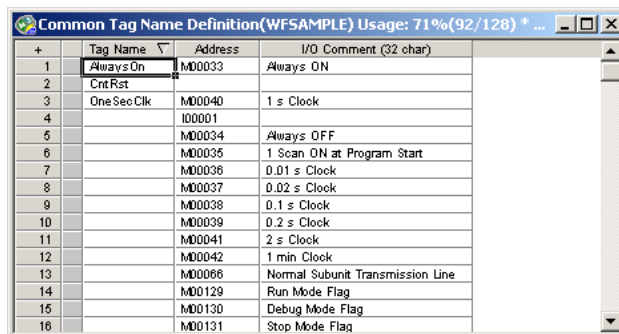 Common Tag Name Definition(WFSAMPLE) Usage: 71%(92/128) * ...
+ Tag Name Address I/O Comment (32 char)
1 AlwaysOn M00033 Always ON
2 CntRst
3 OneSecClk M00040 1 s Clock
4 I00001
5 M00034 Always OFF
6 M00035 1 Scan ON at Program Start
7 M00036 0.01 s Clock
8 M00037 0.02 s Clock
9 M00038 0.1 s Clock
10 M00039 0.2 s Clock
11 M00041 2 s Clock
12 M00042 1 min Clock
13 M00066 Normal Subunit Transmission Line
14 M00129 Run Mode Flag
15 M00130 Debug Mode Flag
16 M00131 Stop Mode Flag